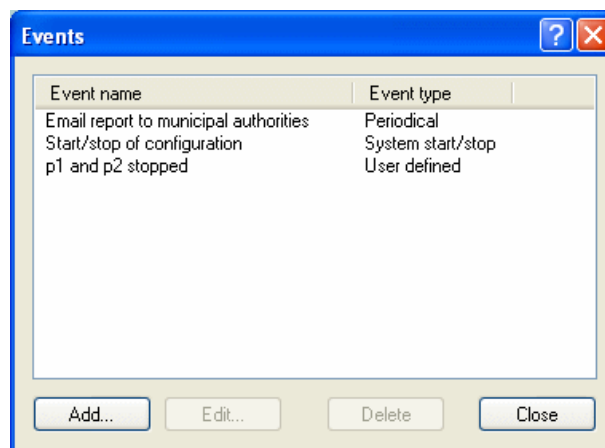 Events
Event name Event type
Email report to municipal authorities Periodical
Start/stop of configuration System start/stop
p1 and p2 stopped User defined
Add... Edit... Delete Close